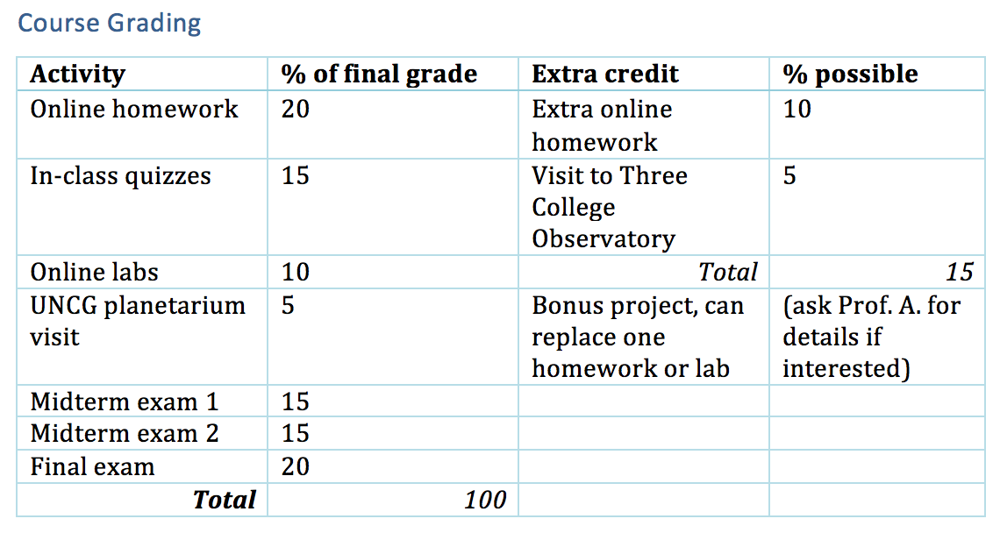 Course Grading
Activity % of final grade Extra credit % possible
Online homework 20 Extra online 10
homework
In-class quizzes 15 Visit to Three 5
College
Observatory
Online labs 10 Total 15
UNCG planetarium 5 Bonus project, can (ask Prof. A. for
visit replace one details if
homework or lab interested)
Midterm exam 1 15
Midterm exam 2 15
Final exam 20
Total 100